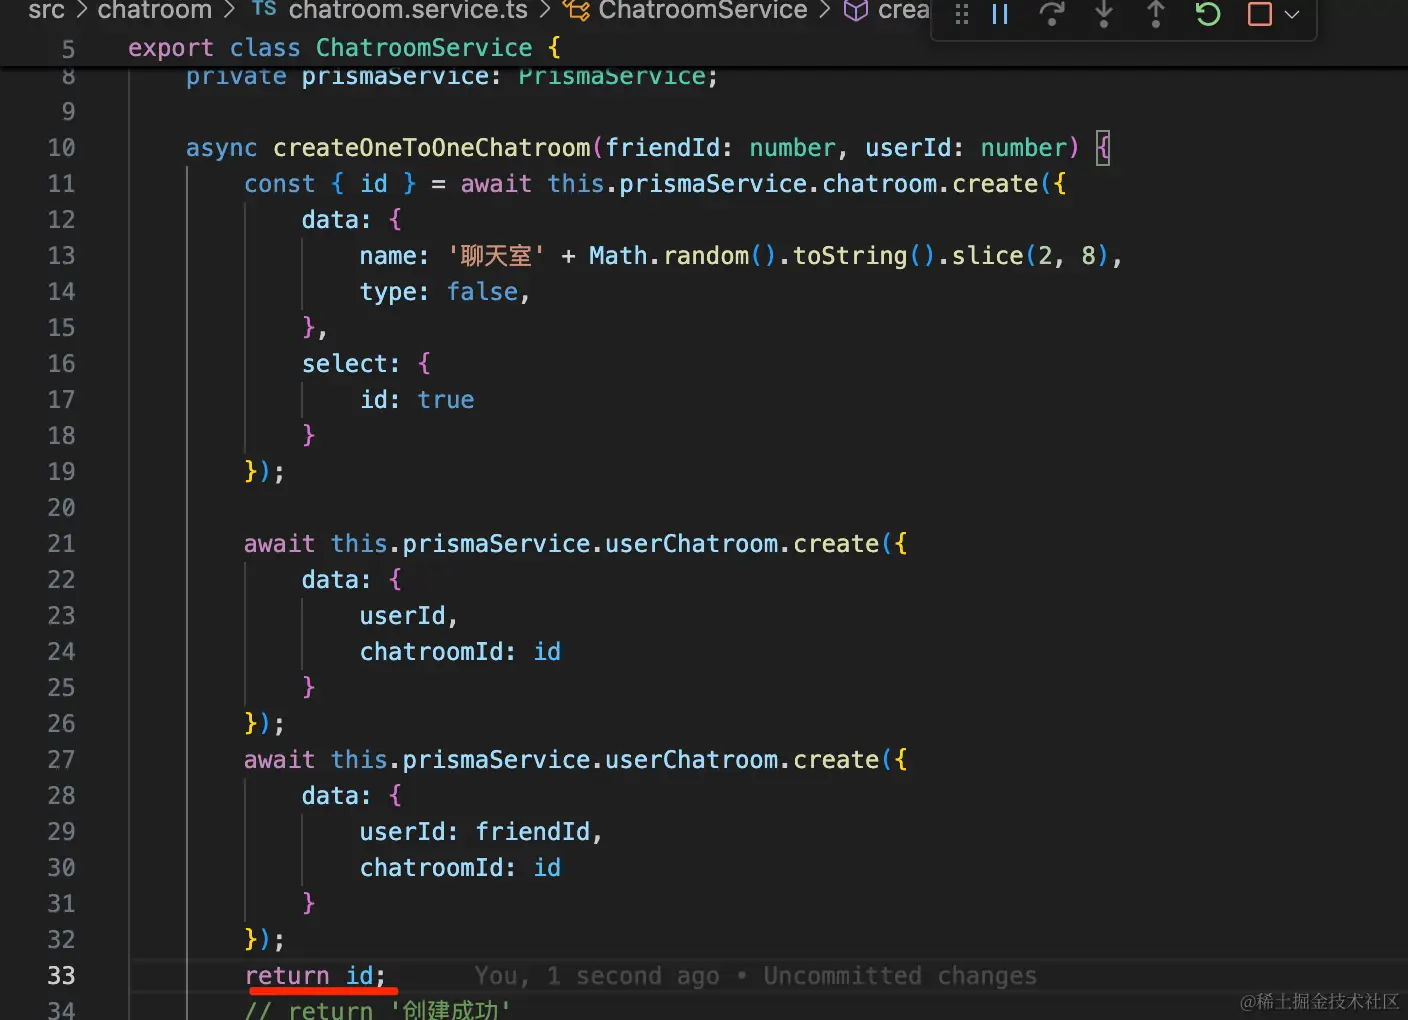 src > chatroom > TS chatroom.service.ts > ChatroomService > crea
5 export class ChatroomService {
8 private prismaService: PrismaService;
9
10 async createOneToOneChatroom(friendId: number, userId: number) {
11 const { id } = await this.prismaService.chatroom.create({
12 data: {
13 name: '聊天室' + Math.random().toString().slice(2, 8),
14 type: false,
15 },
16 select: {
17 id: true
18 }
19 });
20
21 await this.prismaService.userChatroom.create({
22 data: {
23 userId,
24 chatroomId: id
25 }
26 });
27 await this.prismaService.userChatroom.create({
28 data: {
29 userId: friendId,
30 chatroomId: id
31 }
32 });
33 return id; You, 1 second ago • Uncommitted changes
34 // return '创建成功'
@稀土掘金技术社区